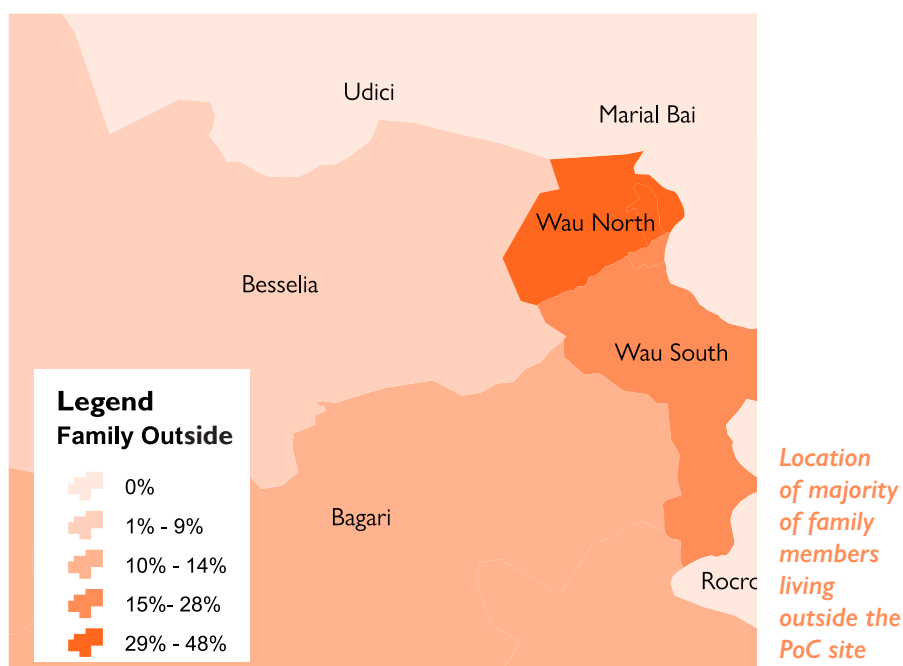 Udici
Marial Bai
Wau North
Besselia
Wau South
Legend
Family Outside
0%
1% - 9%
10% - 14%
15%- 28%
29% - 48%
Bagari
Rocro
Location
of majority
of family
members
living
outside the
PoC site